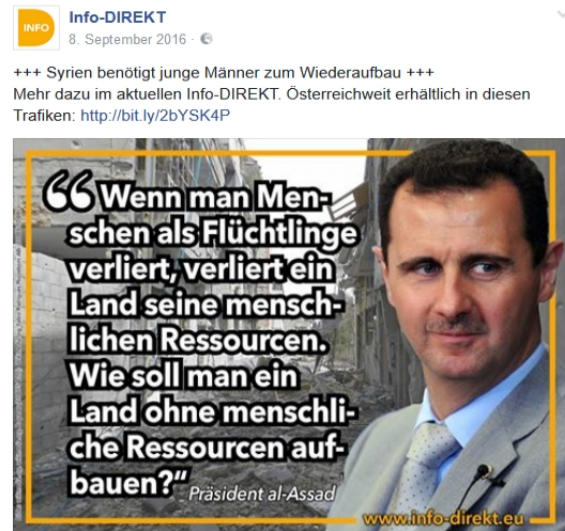 INFO
Info-DIREKT
8. September 2016 ·
+++ Syrien benötigt junge Männer zum Wiederaufbau +++
Mehr dazu im aktuellen Info-DIREKT. Österreichweit erhältlich in diesen
Trafiken: http://bit.ly/2bYSK4P
“Wenn man Men-
schen als Flüchtlinge
verliert, verliert ein
Land seine mensch-
lichen Ressourcen.
Wie soll man ein
Land ohne menschli-
che Ressourcen auf-
bauen?“ Präsident al-Assad
www.info-direkt.eu